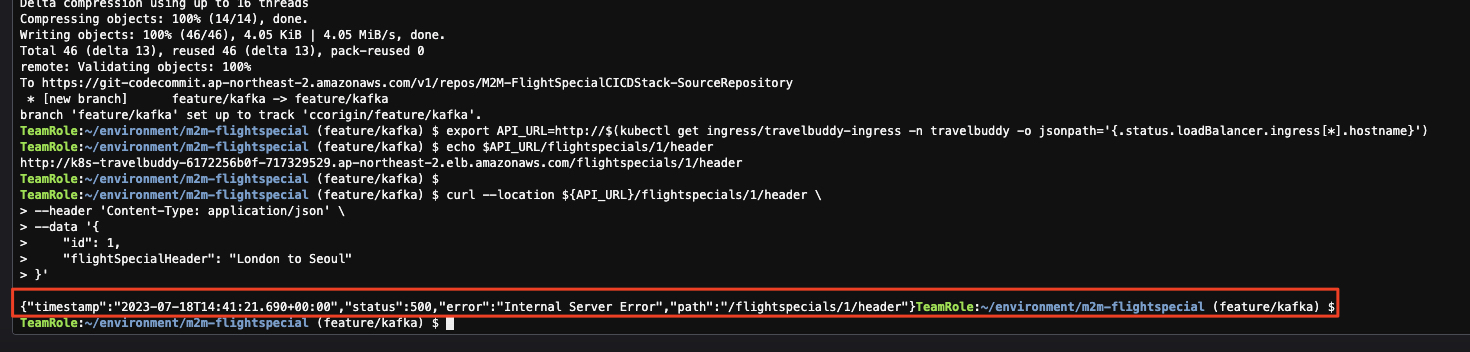 Delta compression using up to 16 threads
Compressing objects: 100% (14/14), done.
Writing objects: 100% (46/46), 4.05 KiB | 4.05 MiB/s, done.
Total 46 (delta 13), reused 46 (delta 13), pack-reused 0
remote: Validating objects: 100%
To https://git-codecommit.ap-northeast-2.amazonaws.com/v1/repos/M2M-FlightSpecialCICDStack-SourceRepository
 * [new branch]      feature/kafka -> feature/kafka
branch 'feature/kafka' set up to track 'ccorigin/feature/kafka'.
TeamRole:~/environment/m2m-flightspecial (feature/kafka) $ export API_URL=http://$(kubectl get ingress/travelbuddy-ingress -n travelbuddy -o jsonpath='{.status.loadBalancer.ingress[*].hostname}')
TeamRole:~/environment/m2m-flightspecial (feature/kafka) $ echo $API_URL/flightspecials/1/header
http://k8s-travelbuddy-6172256b0f-717329529.ap-northeast-2.elb.amazonaws.com/flightspecials/1/header
TeamRole:~/environment/m2m-flightspecial (feature/kafka) $
TeamRole:~/environment/m2m-flightspecial (feature/kafka) $ curl --location ${API_URL}/flightspecials/1/header \
> --header 'Content-Type: application/json' \
> --data '{
>     "id": 1,
>     "flightSpecialHeader": "London to Seoul"
> }'
{"timestamp":"2023-07-18T14:41:21.690+00:00","status":500,"error":"Internal Server Error","path":"/flightspecials/1/header"}TeamRole:~/environment/m2m-flightspecial (feature/kafka) $
TeamRole:~/environment/m2m-flightspecial (feature/kafka) $